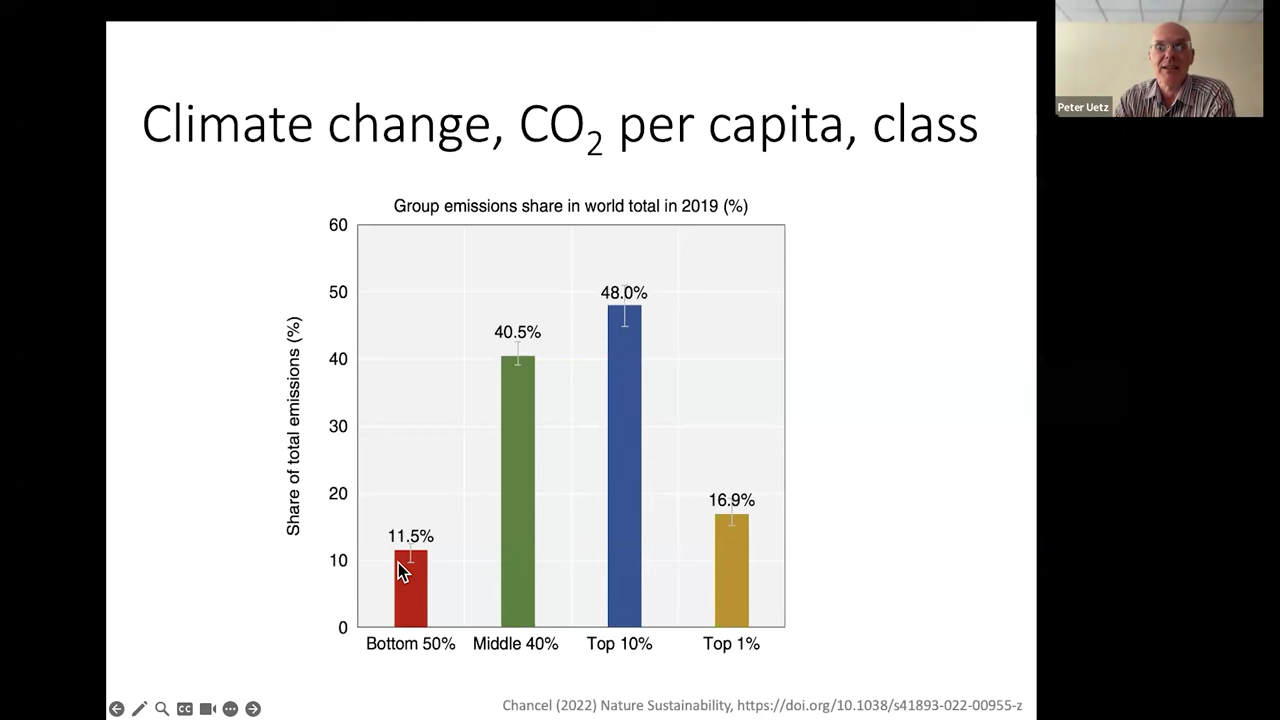 Peter Uetz
Climate change, CO₂ per capita, class
Group emissions share in world total in 2019 (%)
Share of total emissions (%)
60
50
40
30
20
10
0
11.5%
40.5%
48.0%
16.9%
Bottom 50%
Middle 40%
Top 10%
Top 1%
CC
Chancel (2022) Nature Sustainability, https://doi.org/10.1038/s41893-022-00955-z